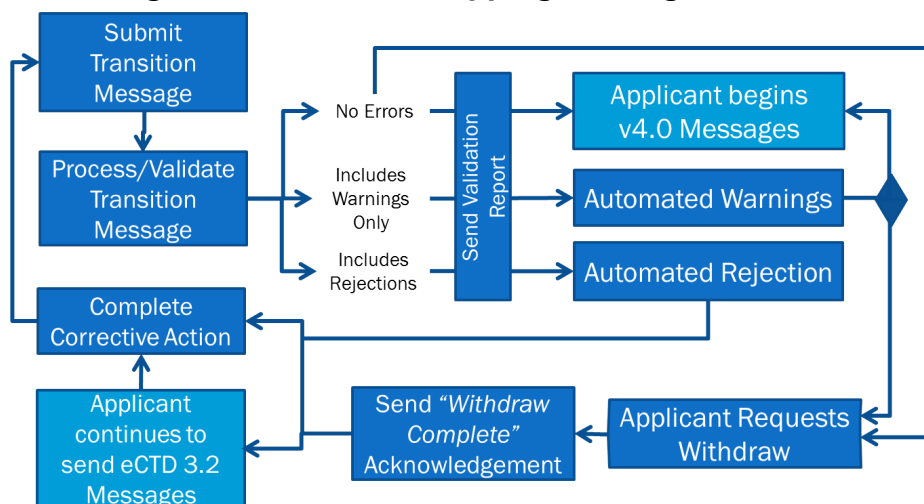 Submit
Transition
Message
Process/Validate
Transition
Message
No Errors
Includes
Warnings
Only
Includes
Rejections
Send Validation
Report
Applicant begins
v4.0 Messages
Automated Warnings
Automated Rejection
Complete
Corrective Action
Applicant
continues to
send eCTD 3.2
Messages
Send “Withdraw
Complete”
Acknowledgement
Applicant Requests
Withdraw